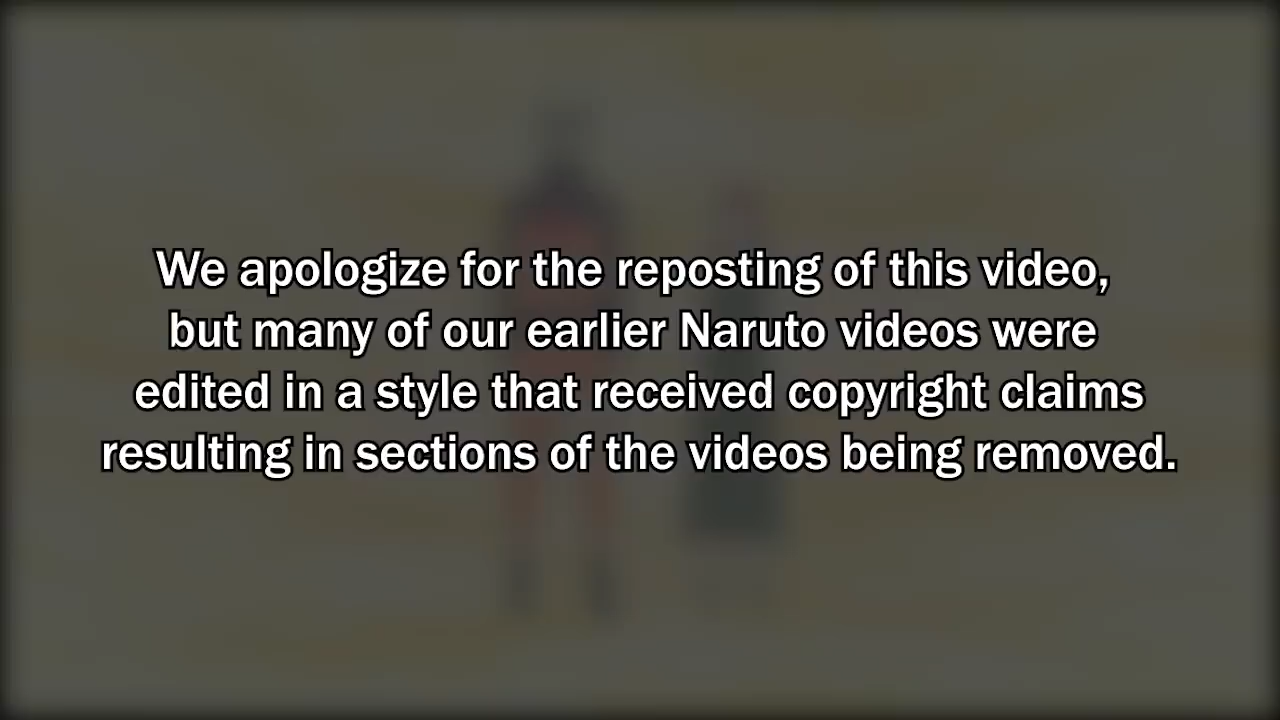 We apologize for the reposting of this video,
but many of our earlier Naruto videos were
edited in a style that received copyright claims
resulting in sections of the videos being removed.